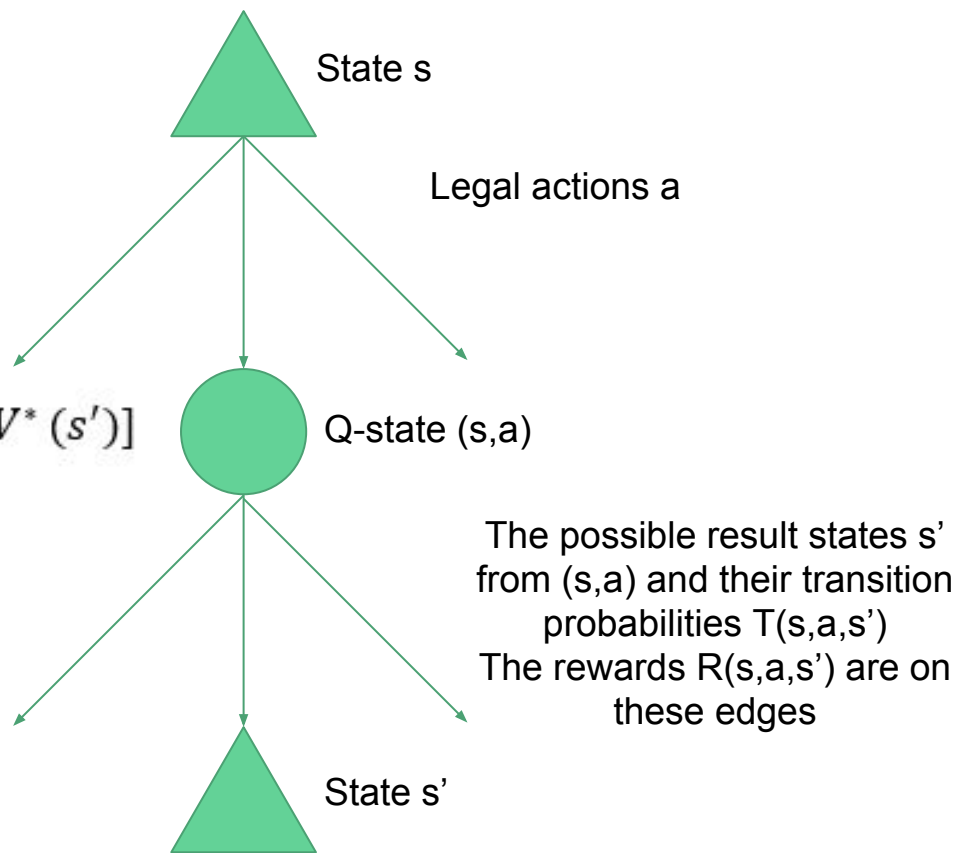 State s
Legal actions a
V* (s')]
Q-state (s,a)
The possible result states s’
from (s,a) and their transition
probabilities T(s,a,s’)
The rewards R(s,a,s’) are on
these edges
State s’